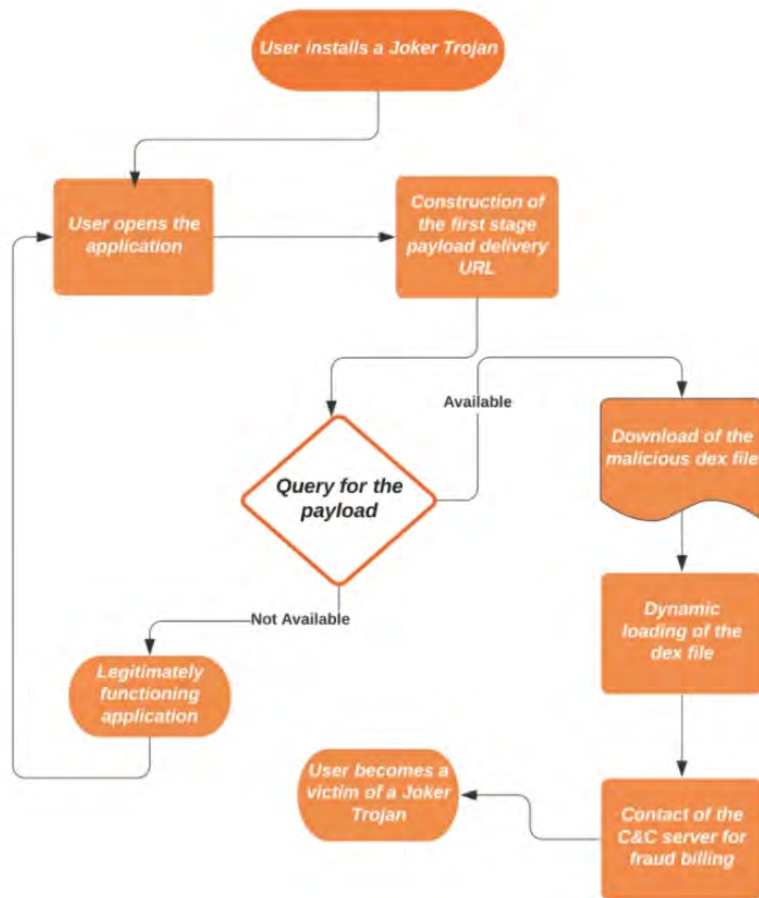 User installs a Joker Trojan
User opens the
application
Construction of
the first stage
payload delivery
URL
Available
Download of the
malicious dex file
Query for the
payload
Not Available
Dynamic
loading of the
dex file
Legitimately
functioning
application
User becomes a
victim of a Joker
Trojan
Contact of the
C&C server for
fraud billing